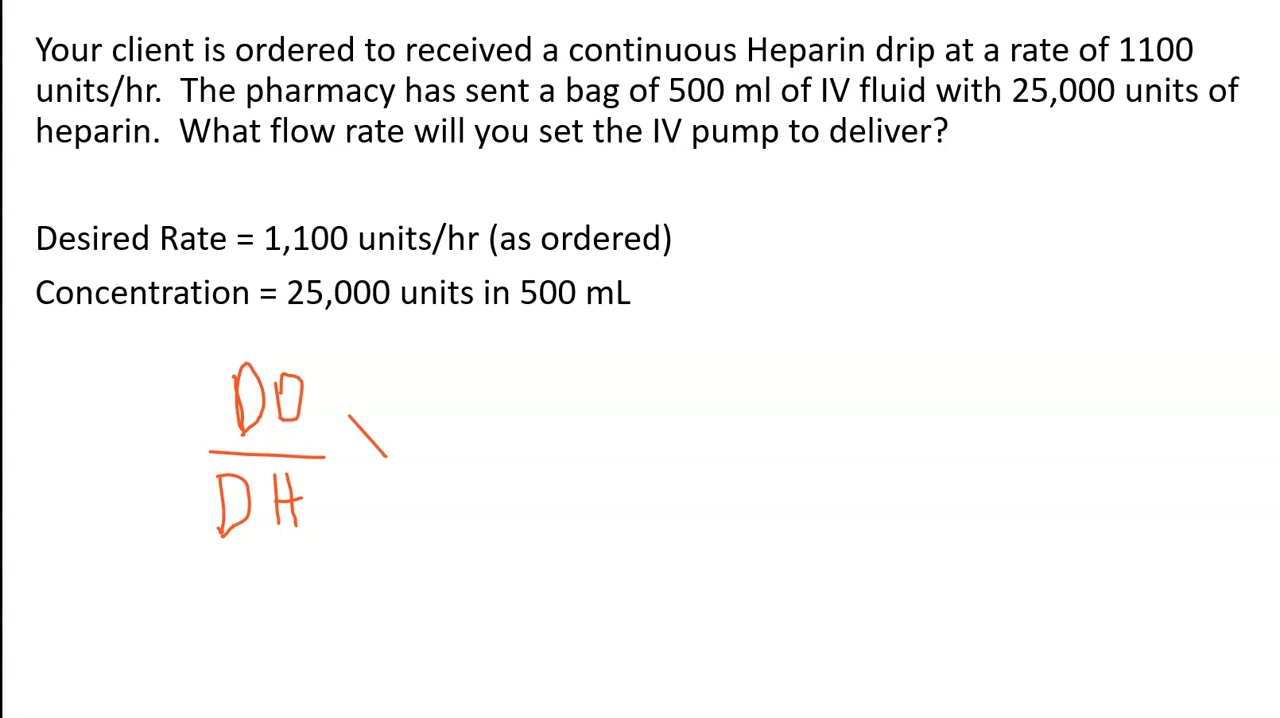 Your client is ordered to received a continuous Heparin drip at a rate of 1100
units/hr.  The pharmacy has sent a bag of 500 ml of IV fluid with 25,000 units of
heparin.  What flow rate will you set the IV pump to deliver?
Desired Rate = 1,100 units/hr (as ordered)
Concentration = 25,000 units in 500 mL
DO
DH